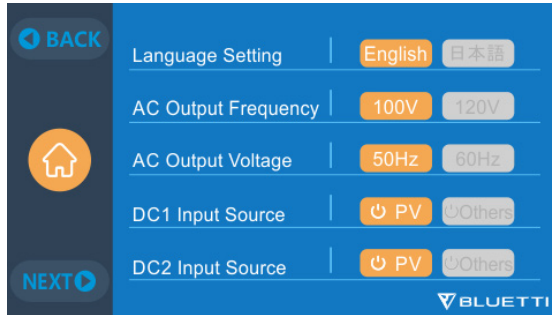 BACK
Language Setting English 日本語
AC Output Frequency 100V 120V
AC Output Voltage 50Hz 60Hz
DC1 Input Source PV Others
DC2 Input Source PV Others
NEXT
BLUETTI